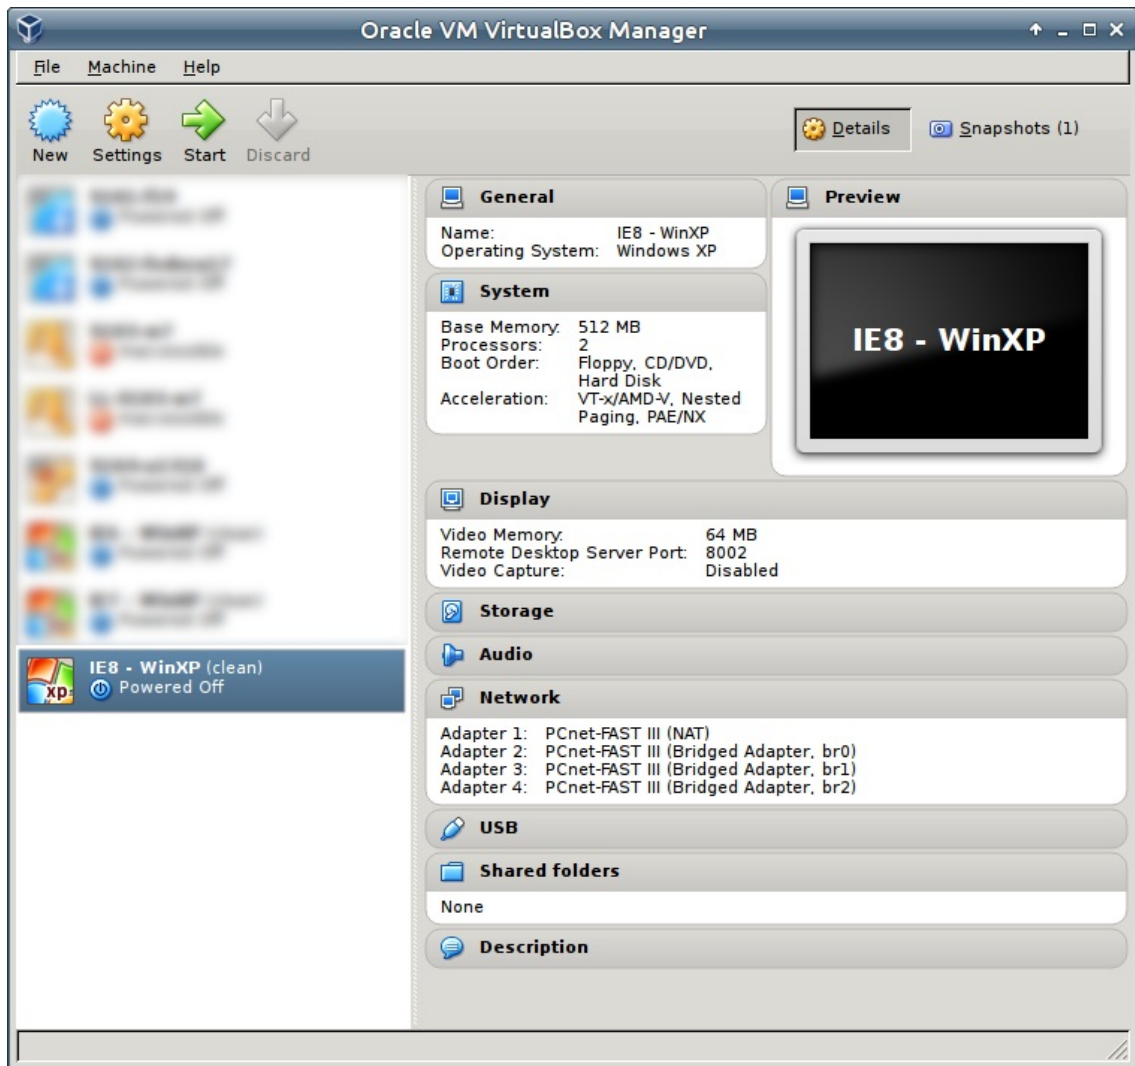 Oracle VM VirtualBox Manager
File Machine Help
New Settings Start Discard
Details Snapshots (1)
IE8 - WinXP (clean)
Powered Off
xp
General
Name: IE8 - WinXP
Operating System: Windows XP
Preview
IE8 - WinXP
System
Base Memory: 512 MB
Processors: 2
Boot Order: Floppy, CD/DVD,
Hard Disk
Acceleration: VT-x/AMD-V, Nested
Paging, PAE/NX
Display
Video Memory: 64 MB
Remote Desktop Server Port: 8002
Video Capture: Disabled
Storage
Audio
Network
Adapter 1: PCnet-FAST III (NAT)
Adapter 2: PCnet-FAST III (Bridged Adapter, br0)
Adapter 3: PCnet-FAST III (Bridged Adapter, br1)
Adapter 4: PCnet-FAST III (Bridged Adapter, br2)
USB
Shared folders
None
Description